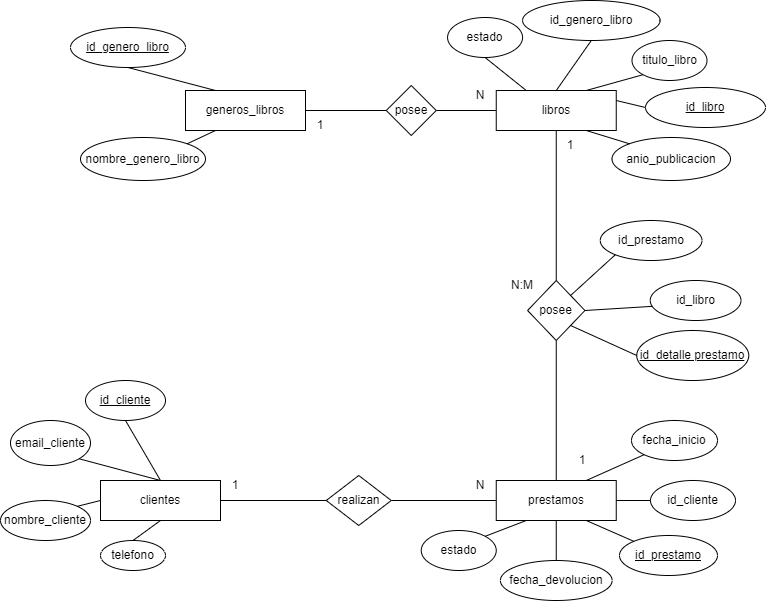 id_genero_libro
estado
id_genero_libro
titulo_libro
generos_libros
1
posee
N
libros
id_libro
nombre_genero_libro
1
anio_publicacion
id_prestamo
N:M
posee
id_libro
id_detalle prestamo
id_cliente
email_cliente
fecha_inicio
clientes
1
realizan
N
prestamos
1
id_cliente
nombre_cliente
telefono
estado
id_prestamo
fecha_devolucion